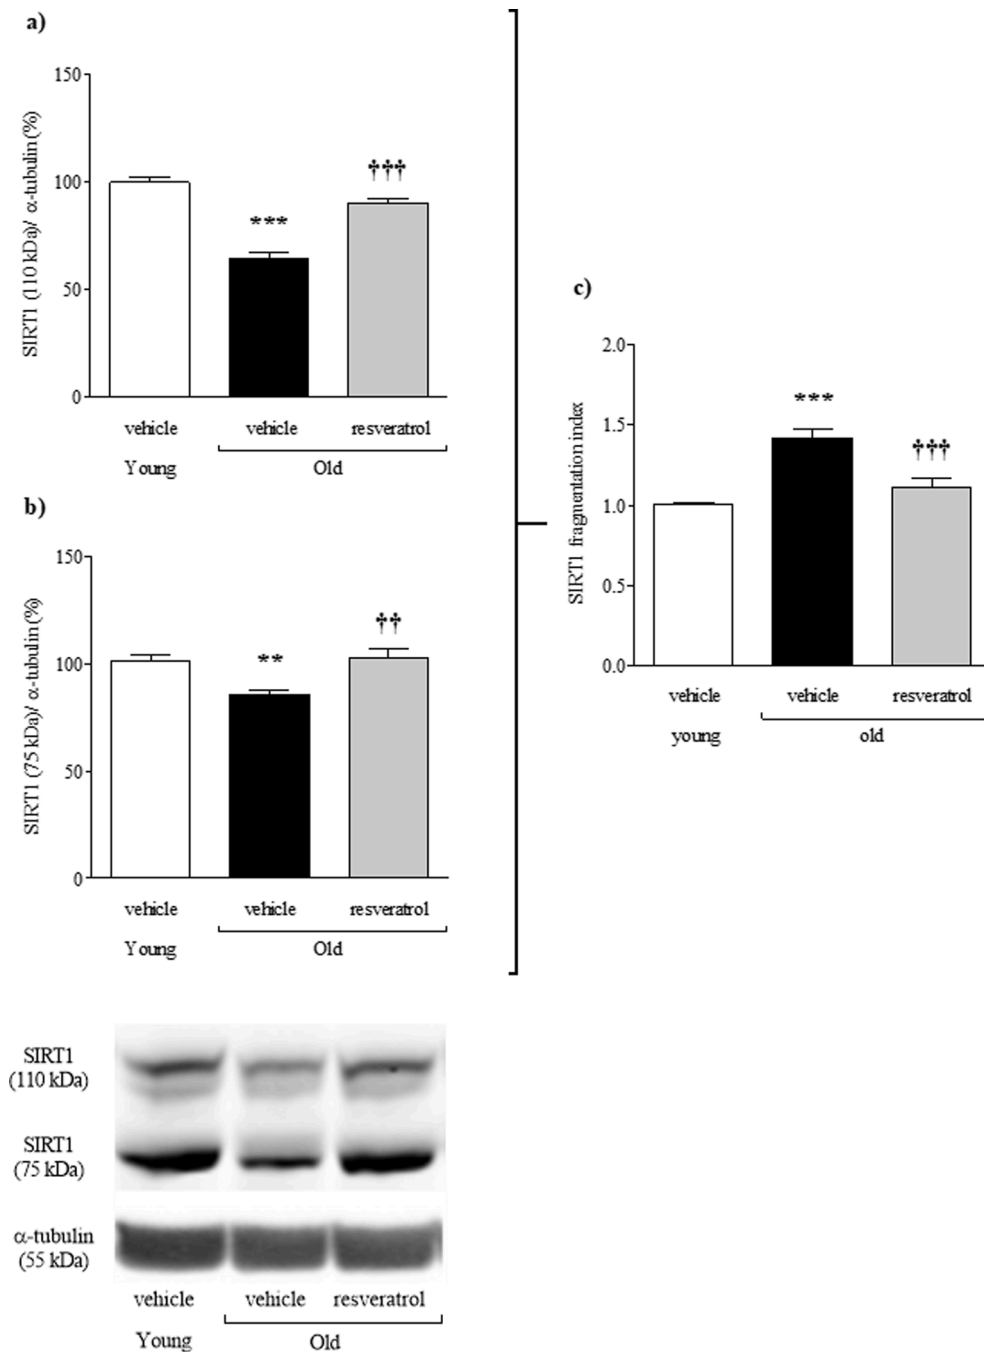 a)
SIRT1 (110 kDa)/ α-tubulin (%)
150
100
50
0
***
†††
vehicle vehicle resveratrol
Young Old
b)
SIRT1 (75 kDa)/ α-tubulin (%)
150
100
50
0
**
††
vehicle vehicle resveratrol
Young Old
c)
SIRT1 fragmentation index
2.0
1.5
1.0
0.5
0.0
***
†††
vehicle vehicle resveratrol
young old
SIRT1
(110 kDa)
SIRT1
(75 kDa)
α-tubulin
(55 kDa)
vehicle vehicle resveratrol
Young Old